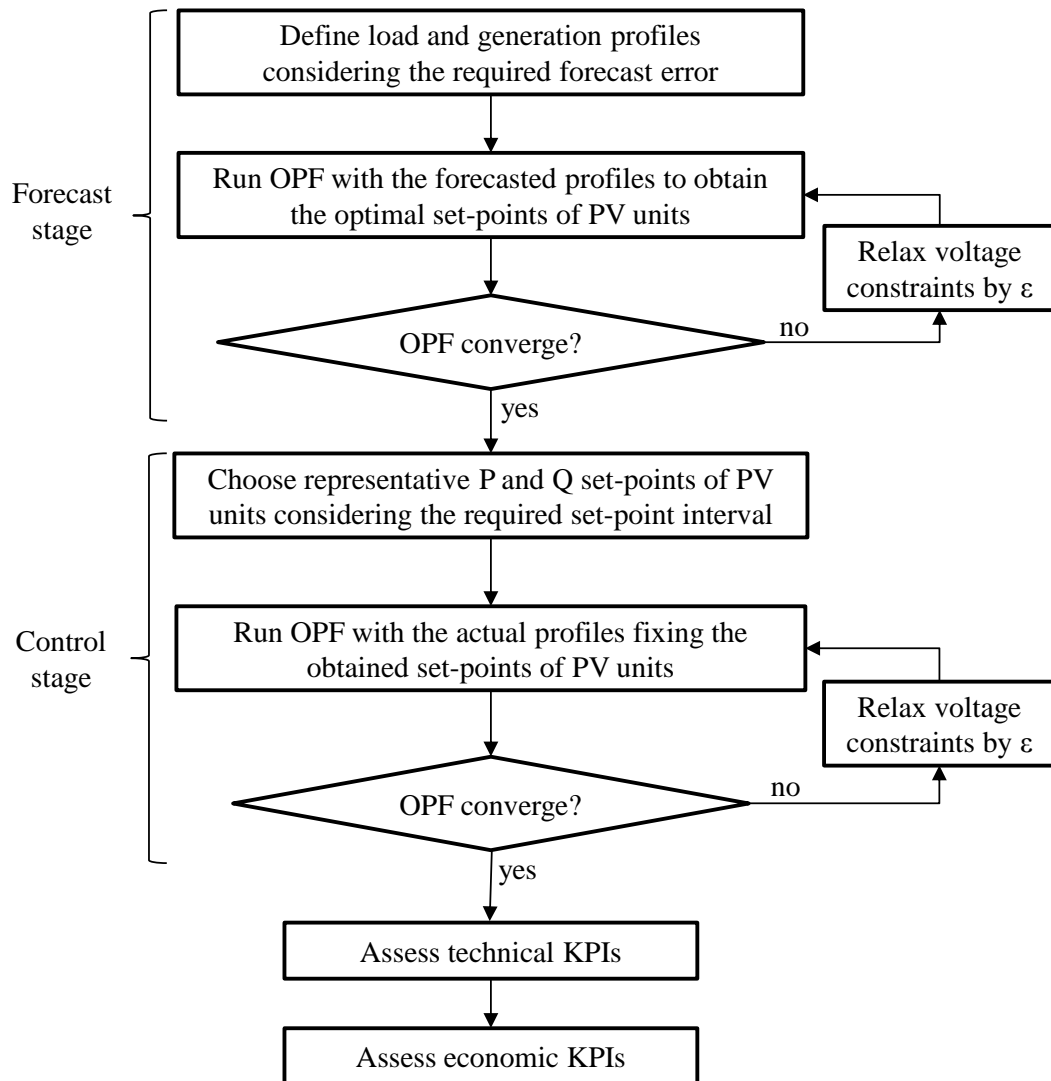 Define load and generation profiles
considering the required forecast error
Forecast
stage
Run OPF with the forecasted profiles to obtain
the optimal set-points of PV units
Relax voltage
constraints by ε
OPF converge?
no
yes
Control
stage
Choose representative P and Q set-points of PV
units considering the required set-point interval
Run OPF with the actual profiles fixing the
obtained set-points of PV units
Relax voltage
constraints by ε
OPF converge?
no
yes
Assess technical KPIs
Assess economic KPIs